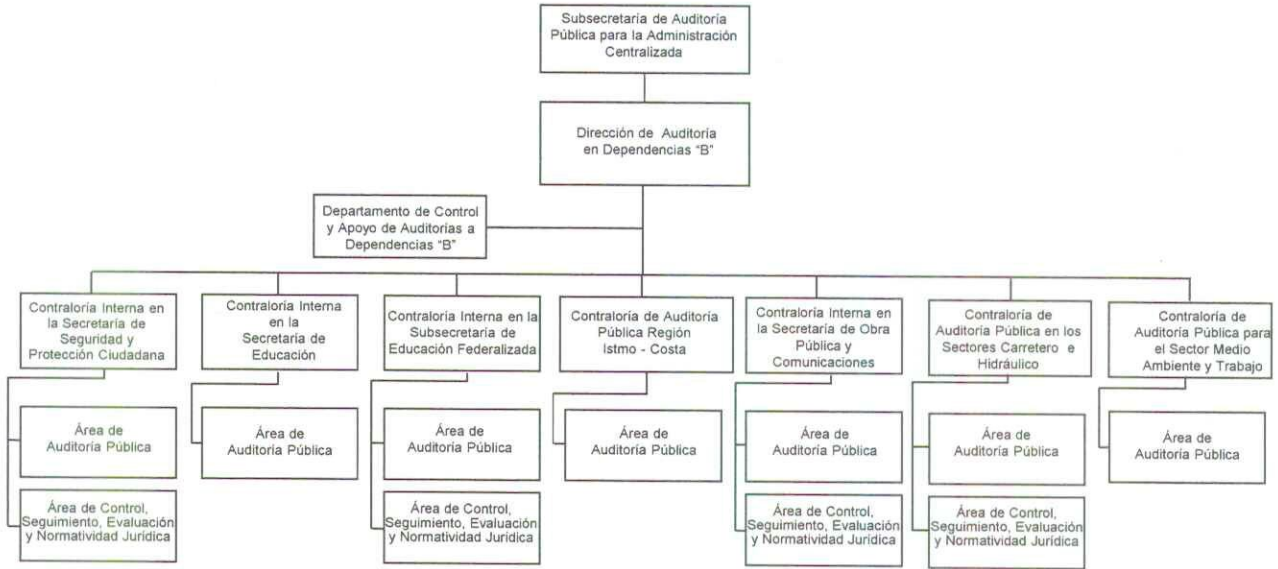 Subsecretaría de Auditoría
Pública para la Administración
Centralizada
Dirección de Auditoría
en Dependencias "B"
Departamento de Control
y Apoyo de Auditorías a
Dependencias "B"
Contraloría Interna en
la Secretaría de
Seguridad y
Protección Ciudadana
Contraloría Interna
en la
Secretaría de
Educación
Contraloría Interna en la
Subsecretaría de
Educación Federalizada
Contraloría de Auditoría
Pública Región
Istmo - Costa
Contraloría Interna en
la Secretaría de Obra
Pública y
Comunicaciones
Contraloría de
Auditoría Pública en los
Sectores Carretero e
Hidráulico
Contraloría de
Auditoría Pública para
el Sector Medio
Ambiente y Trabajo
Área de
Auditoría Pública
Área de
Auditoría Pública
Área de
Auditoría Pública
Área de
Auditoría Pública
Área de
Auditoría Pública
Área de
Auditoría Pública
Área de
Auditoría Pública
Área de Control,
Seguimiento, Evaluación
y Normatividad Jurídica
Área de Control,
Seguimiento, Evaluación
y Normatividad Jurídica
Área de Control,
Seguimiento, Evaluación
y Normatividad Jurídica
Área de Control,
Seguimiento, Evaluación
y Normatividad Jurídica